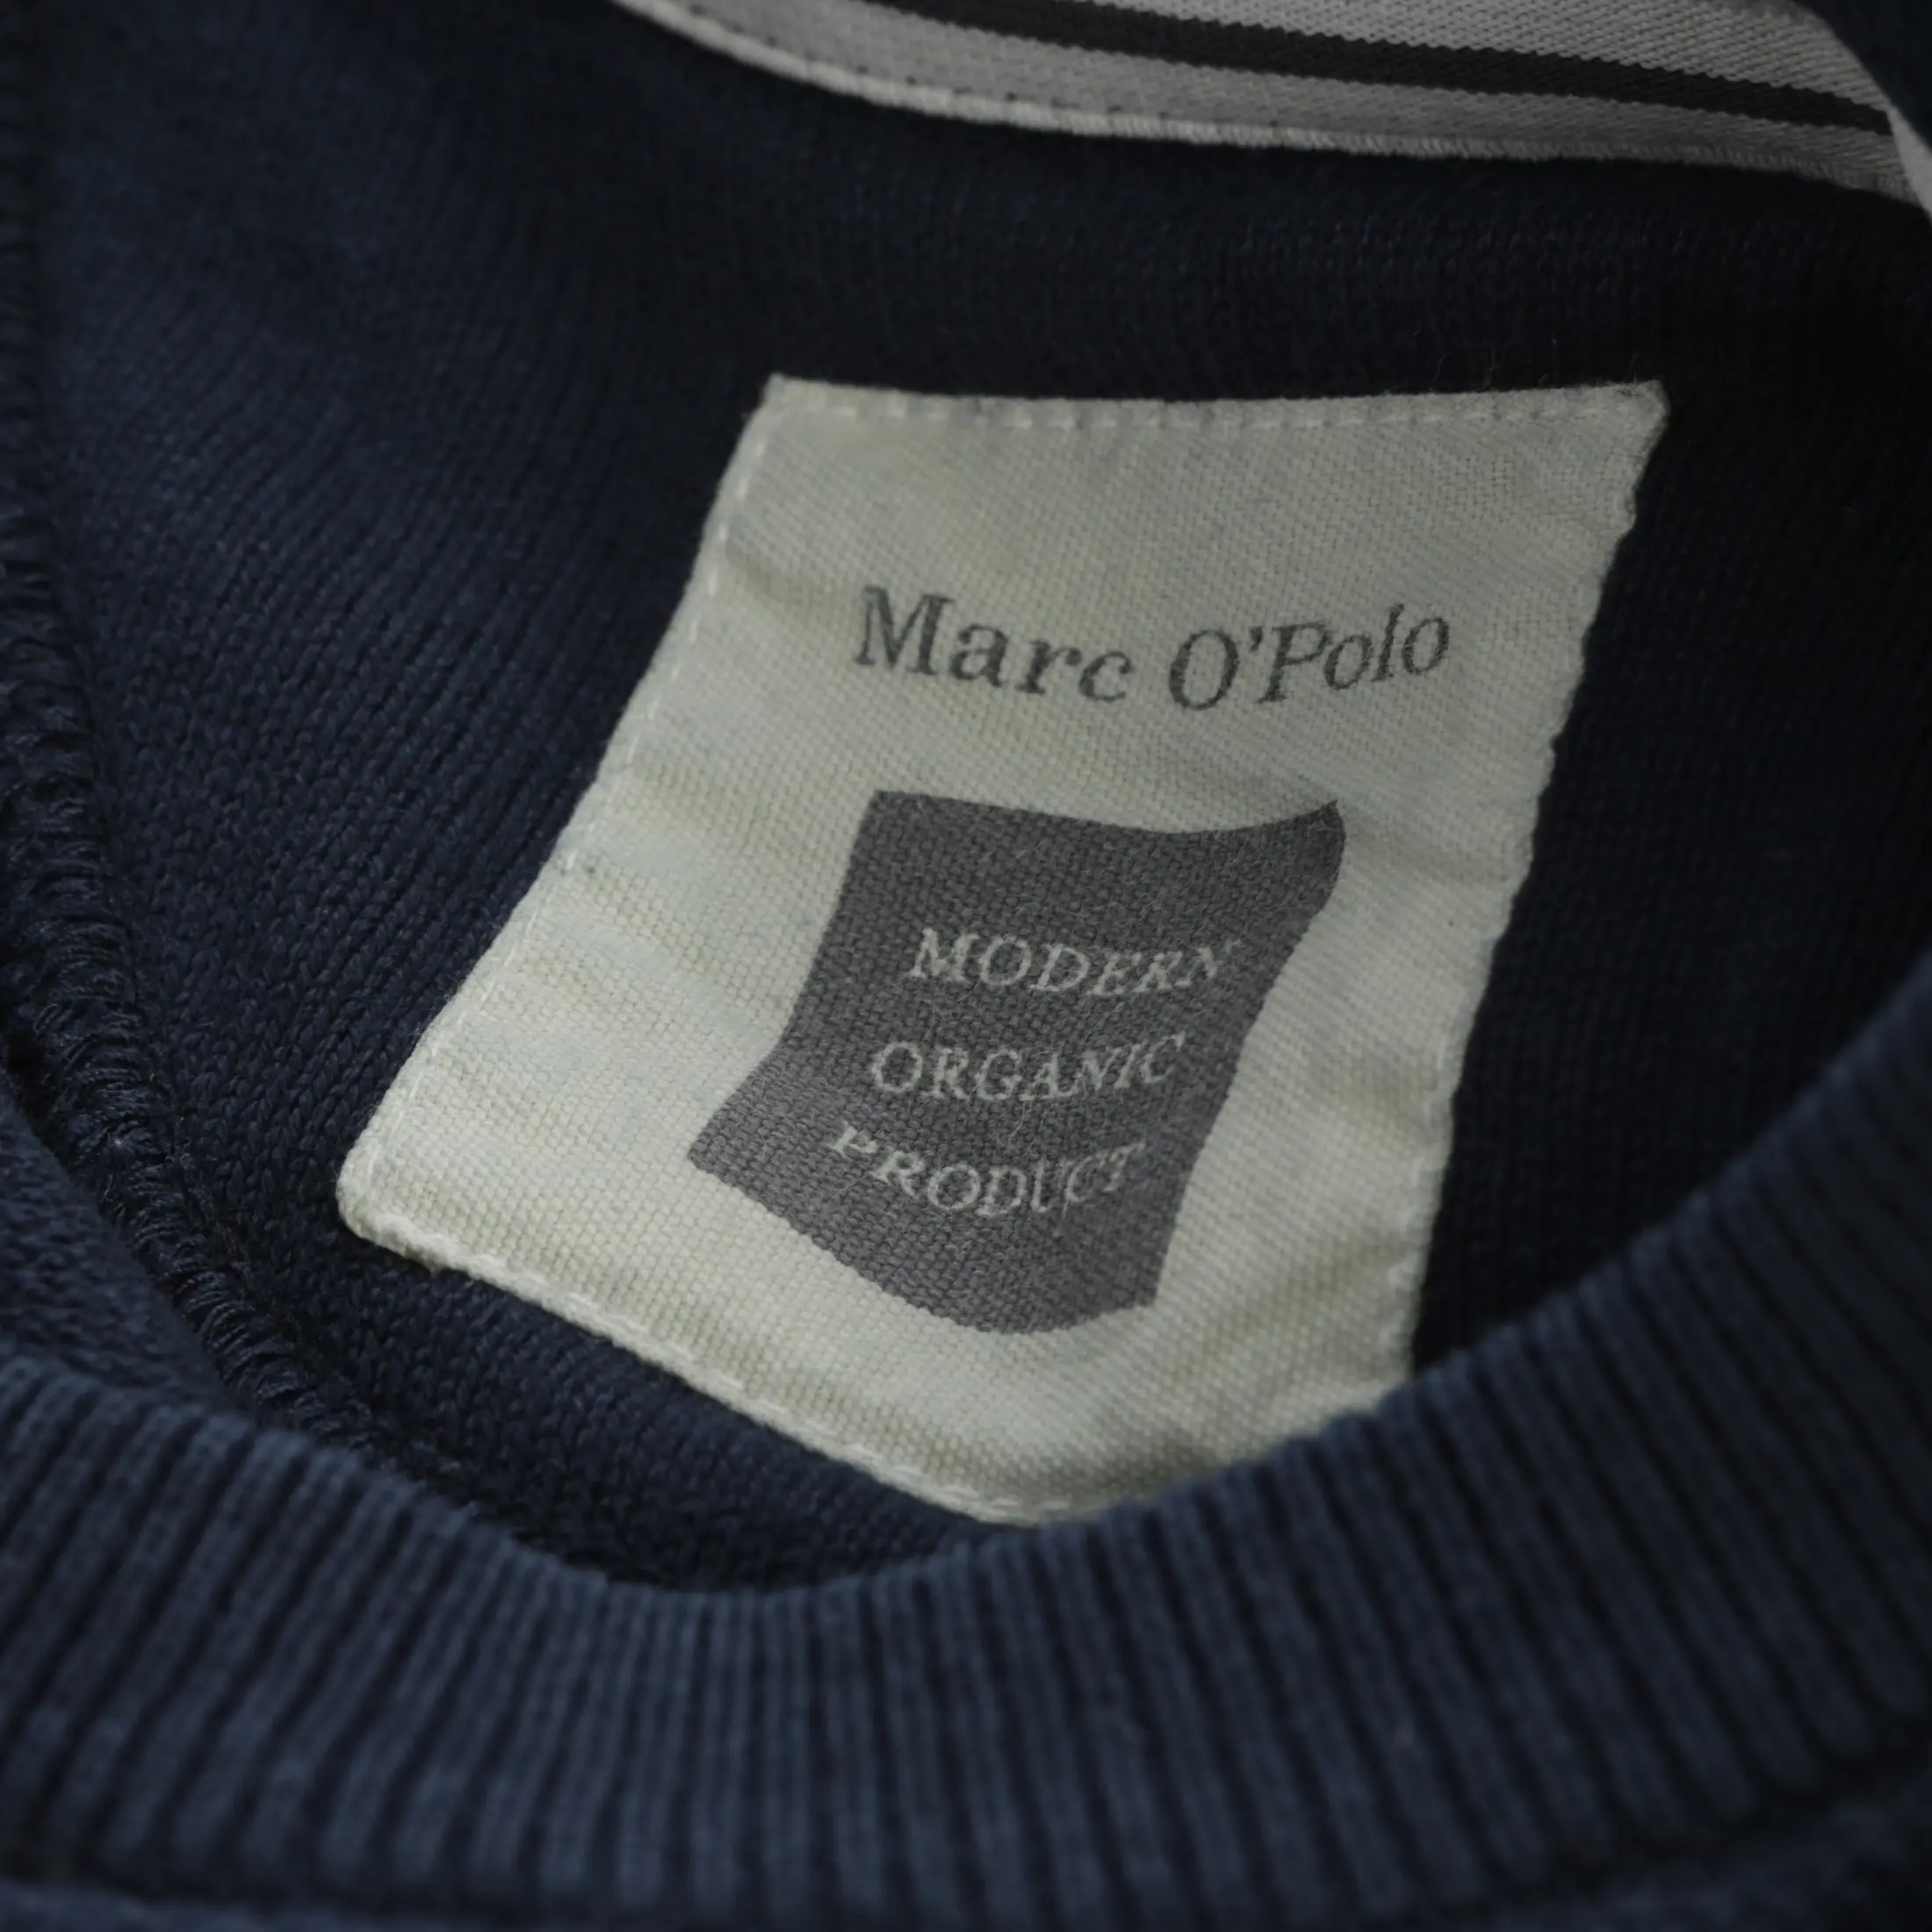 Marc O'Polo
MODERN
ORGANIC
PRODUCT